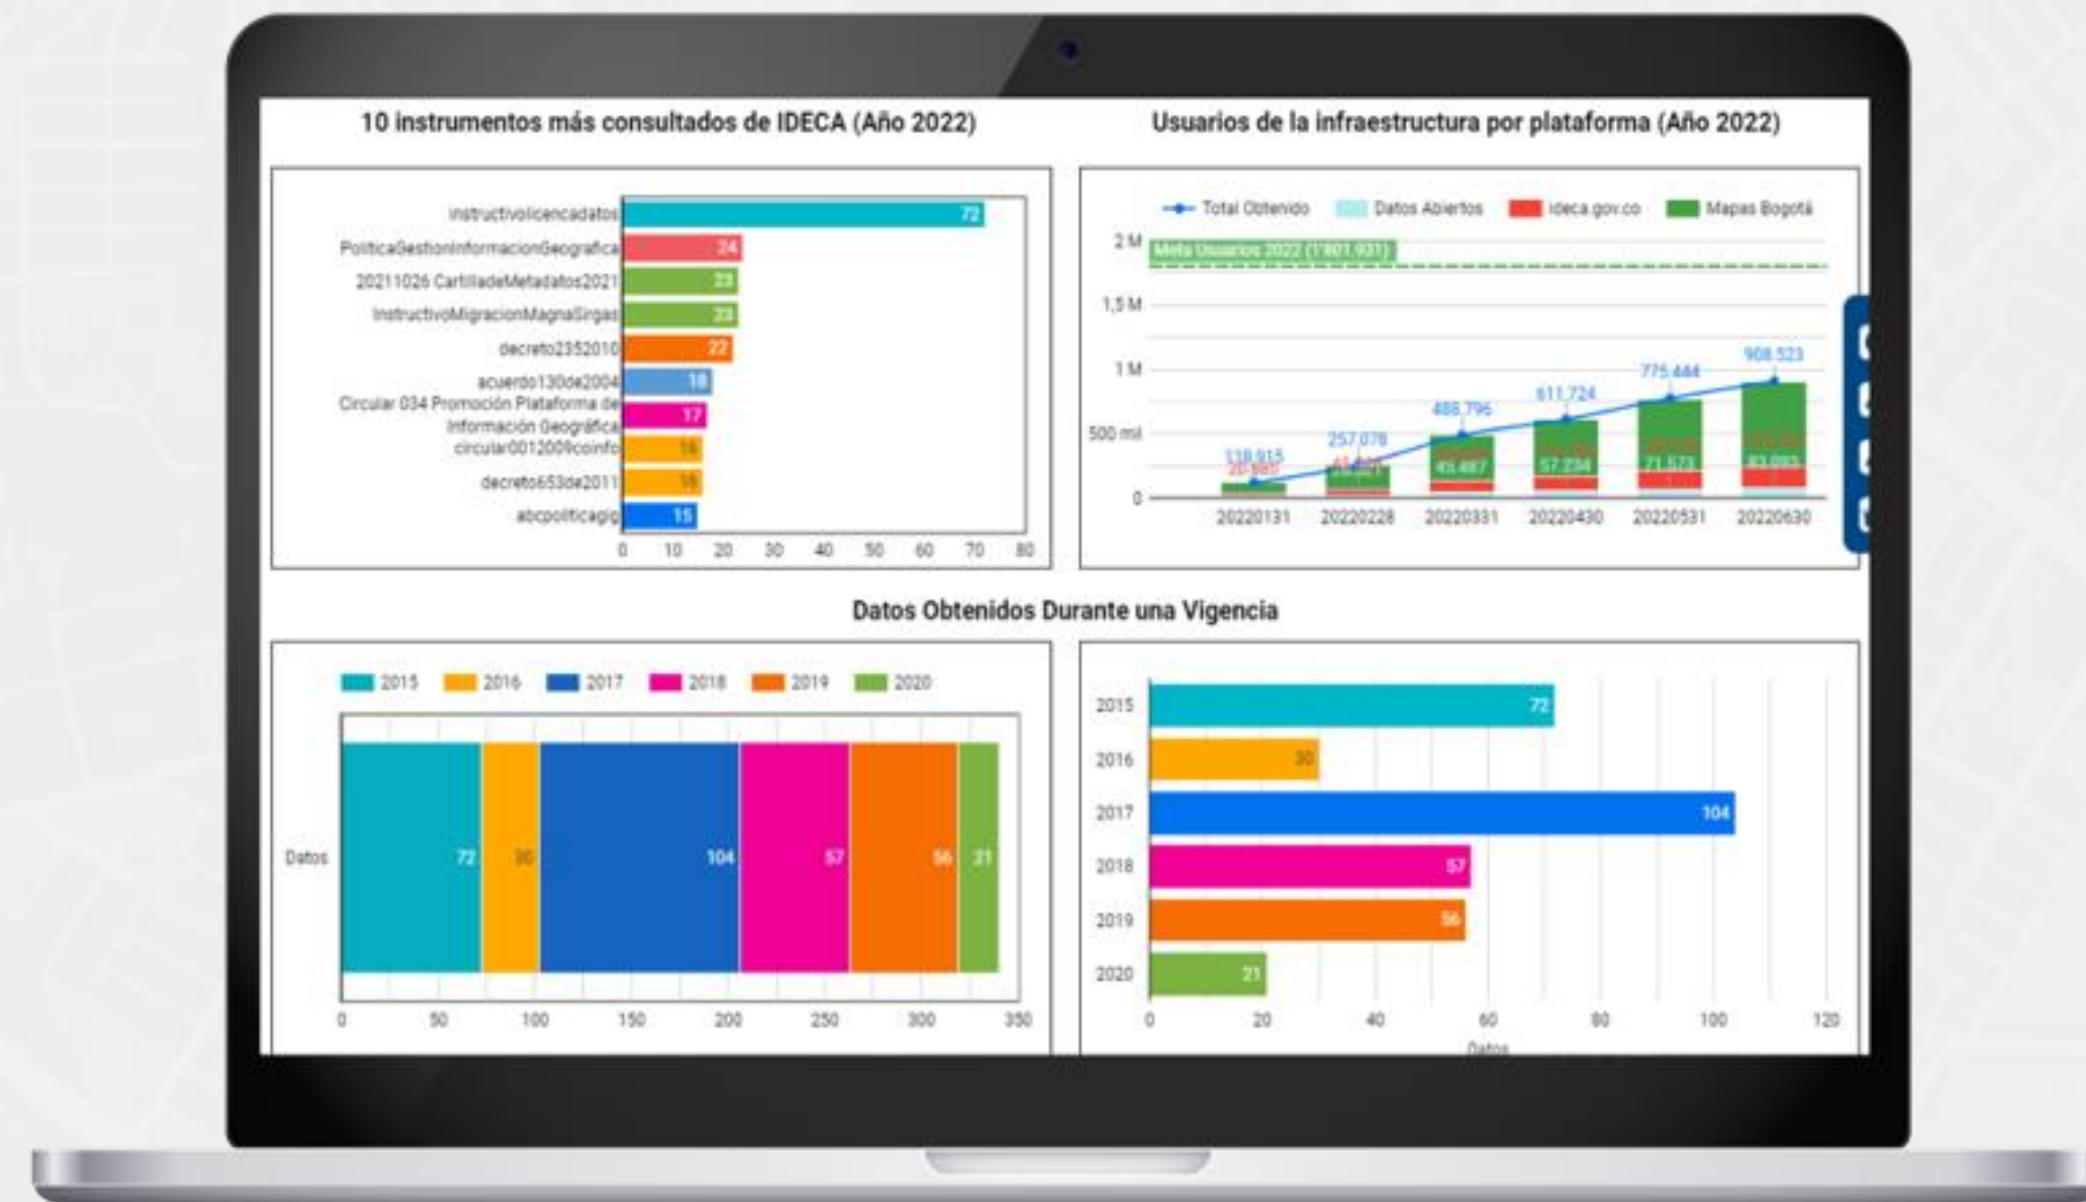 10 instrumentos más consultados de IDECA (Año 2022)
instructivolicencadatos 72
PoliticaGestionInformacionGeografica 24
20211026 CartilladeMetadatos2021 23
InstructivoMigracionMagnaSirgas 23
decreto2352010 22
acuerdo130de2004 18
Circular 034 Promoción Plataforma de
Información Geográfica 17
circular0012009coinfo 16
decreto653de2011 16
abcpoliticagig 15
0 10 20 30 40 50 60 70 80
Usuarios de la infraestructura por plataforma (Año 2022)
Total Obtenido Datos Abiertos ideca.gov.co Mapas Bogotá
2 M
Meta Usuarios 2022 (1'801.931)
1,5 M
1 M
500 mil
0
118.915 257.078 488.796 611.724 775.444 908.523
45.487 57.234 71.573
20220131 20220228 20220331 20220430 20220531 20220630
Datos Obtenidos Durante una Vigencia
2015 2016 2017 2018 2019 2020
Datos 72 30 104 57 56 21
0 50 100 150 200 250 300 350
2015 72
2016 30
2017 104
2018 57
2019 56
2020 21
0 20 40 60 80 100 120
Datos